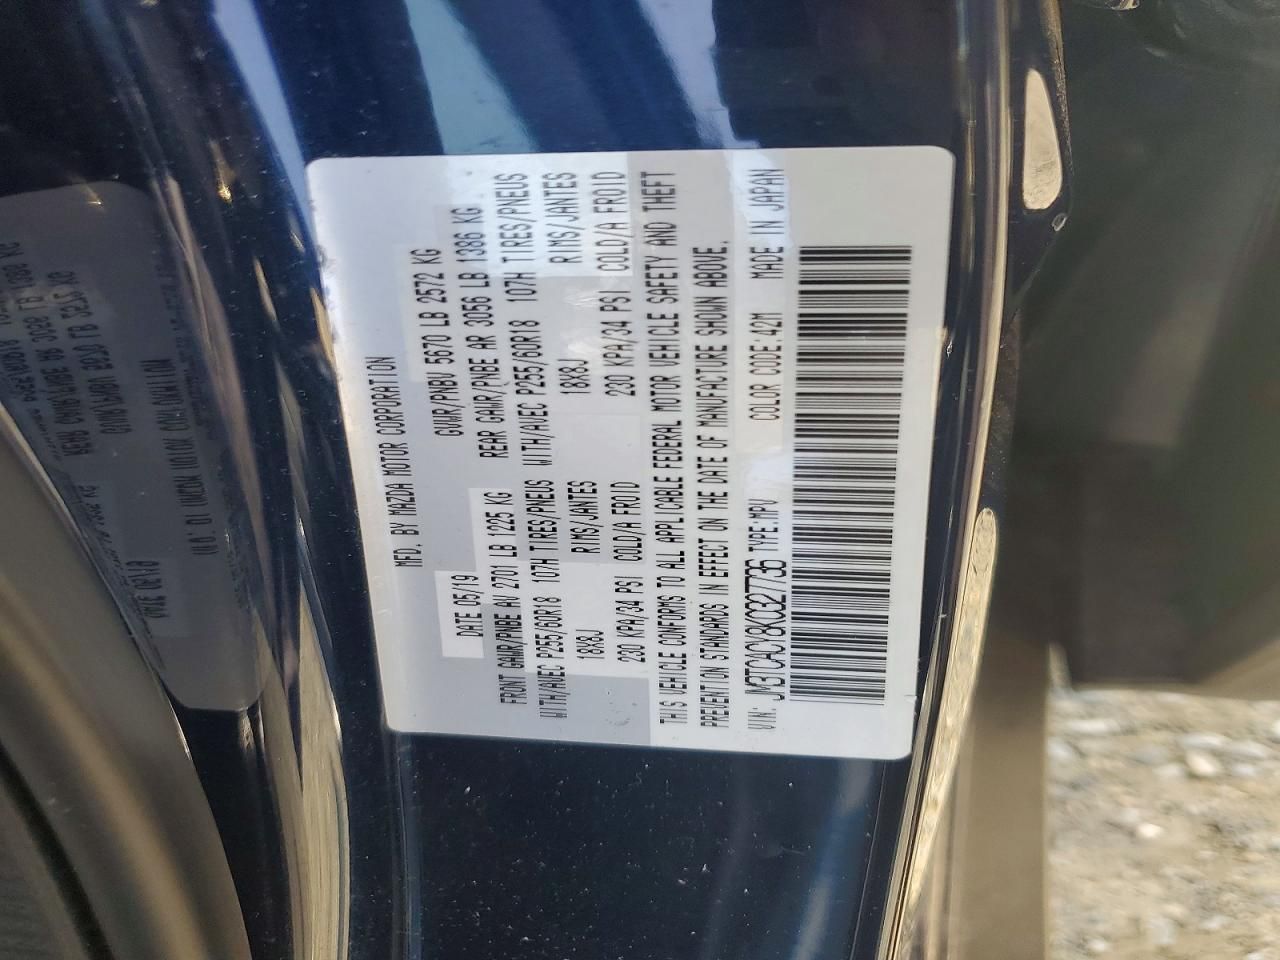 MFD. BY MAZDA MOTOR CORPORATION
DATE 05/19 GVWR/PNBV 5670 LB 2572 KG
FRONT GAWR/PNBE AV 2701 LB 1225 KG REAR GAWR/PNBE AR 3056 LB 1386 KG
WITH/AVEC P255/60R18 107H TIRES/PNEUS WITH/AVEC P255/60R18 107H TIRES/PNEUS
18X8J RIMS/JANTES 18X8J RIMS/JANTES
230 KPA/34 PSI COLD/A FROID 230 KPA/34 PSI COLD/A FROID
THIS VEHICLE CONFORMS TO ALL APPLICABLE FEDERAL MOTOR VEHICLE SAFETY AND THEFT
PREVENTION STANDARDS IN EFFECT ON THE DATE OF MANUFACTURE SHOWN ABOVE.
VIN: JM3TCACY8K0327736 TYPE:MPV COLOR CODE:42M MADE IN JAPAN